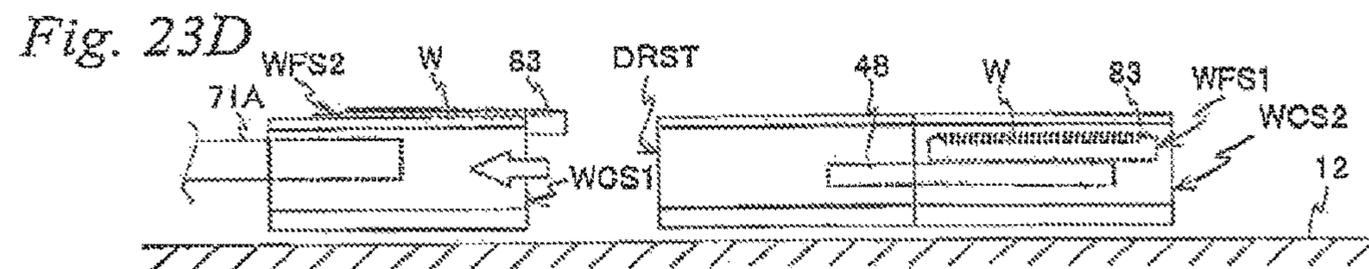 Fig. 23D
WFS2 W 83 DRST 48 W 83 WFS1
71A WCS2
WCS1 12